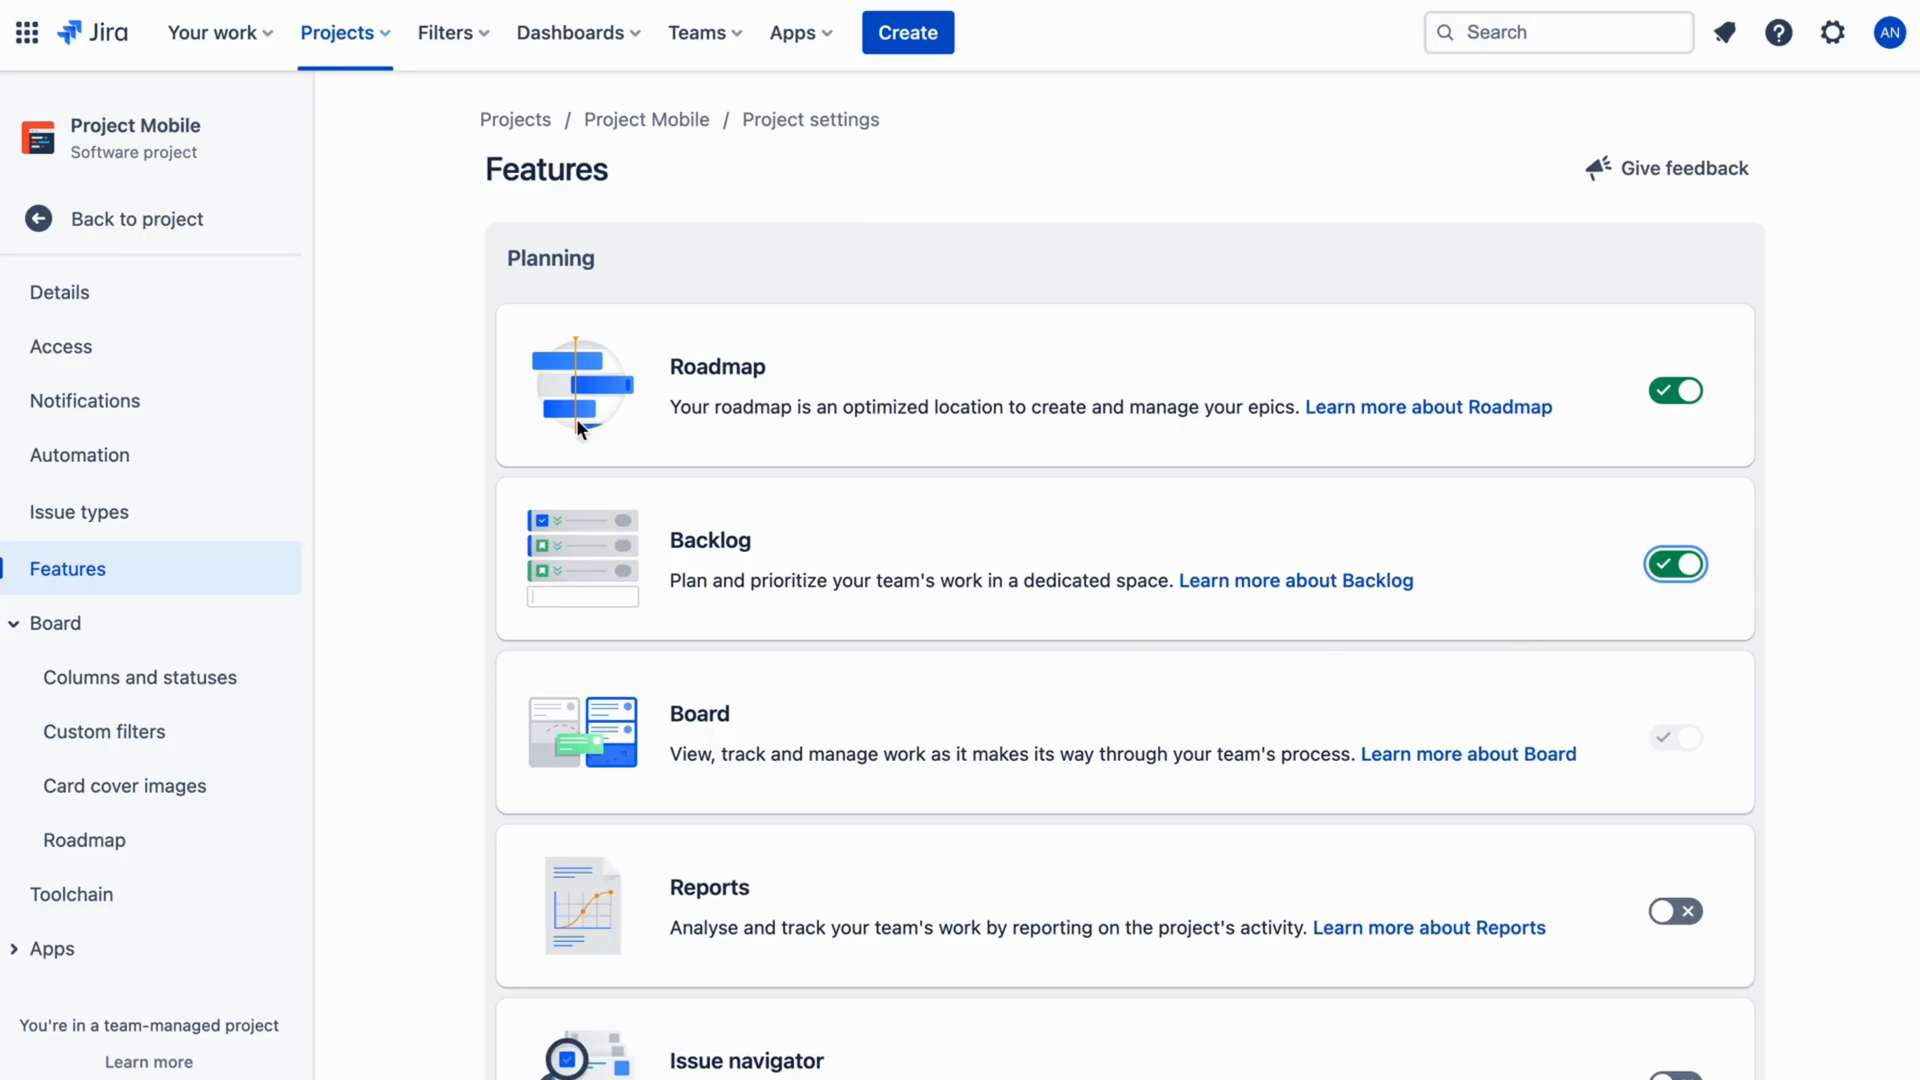 Jira
Your work
Projects
Filters
Dashboards
Teams
Apps
Create
Search
AN
Project Mobile
Software project
Back to project
Details
Access
Notifications
Automation
Issue types
Features
Board
Columns and statuses
Custom filters
Card cover images
Roadmap
Toolchain
Apps
You're in a team-managed project
Learn more
Projects / Project Mobile / Project settings
Features
Give feedback
Planning
Roadmap
Your roadmap is an optimized location to create and manage your epics. Learn more about Roadmap
Backlog
Plan and prioritize your team's work in a dedicated space. Learn more about Backlog
Board
View, track and manage work as it makes its way through your team's process. Learn more about Board
Reports
Analyse and track your team's work by reporting on the project's activity. Learn more about Reports
Issue navigator